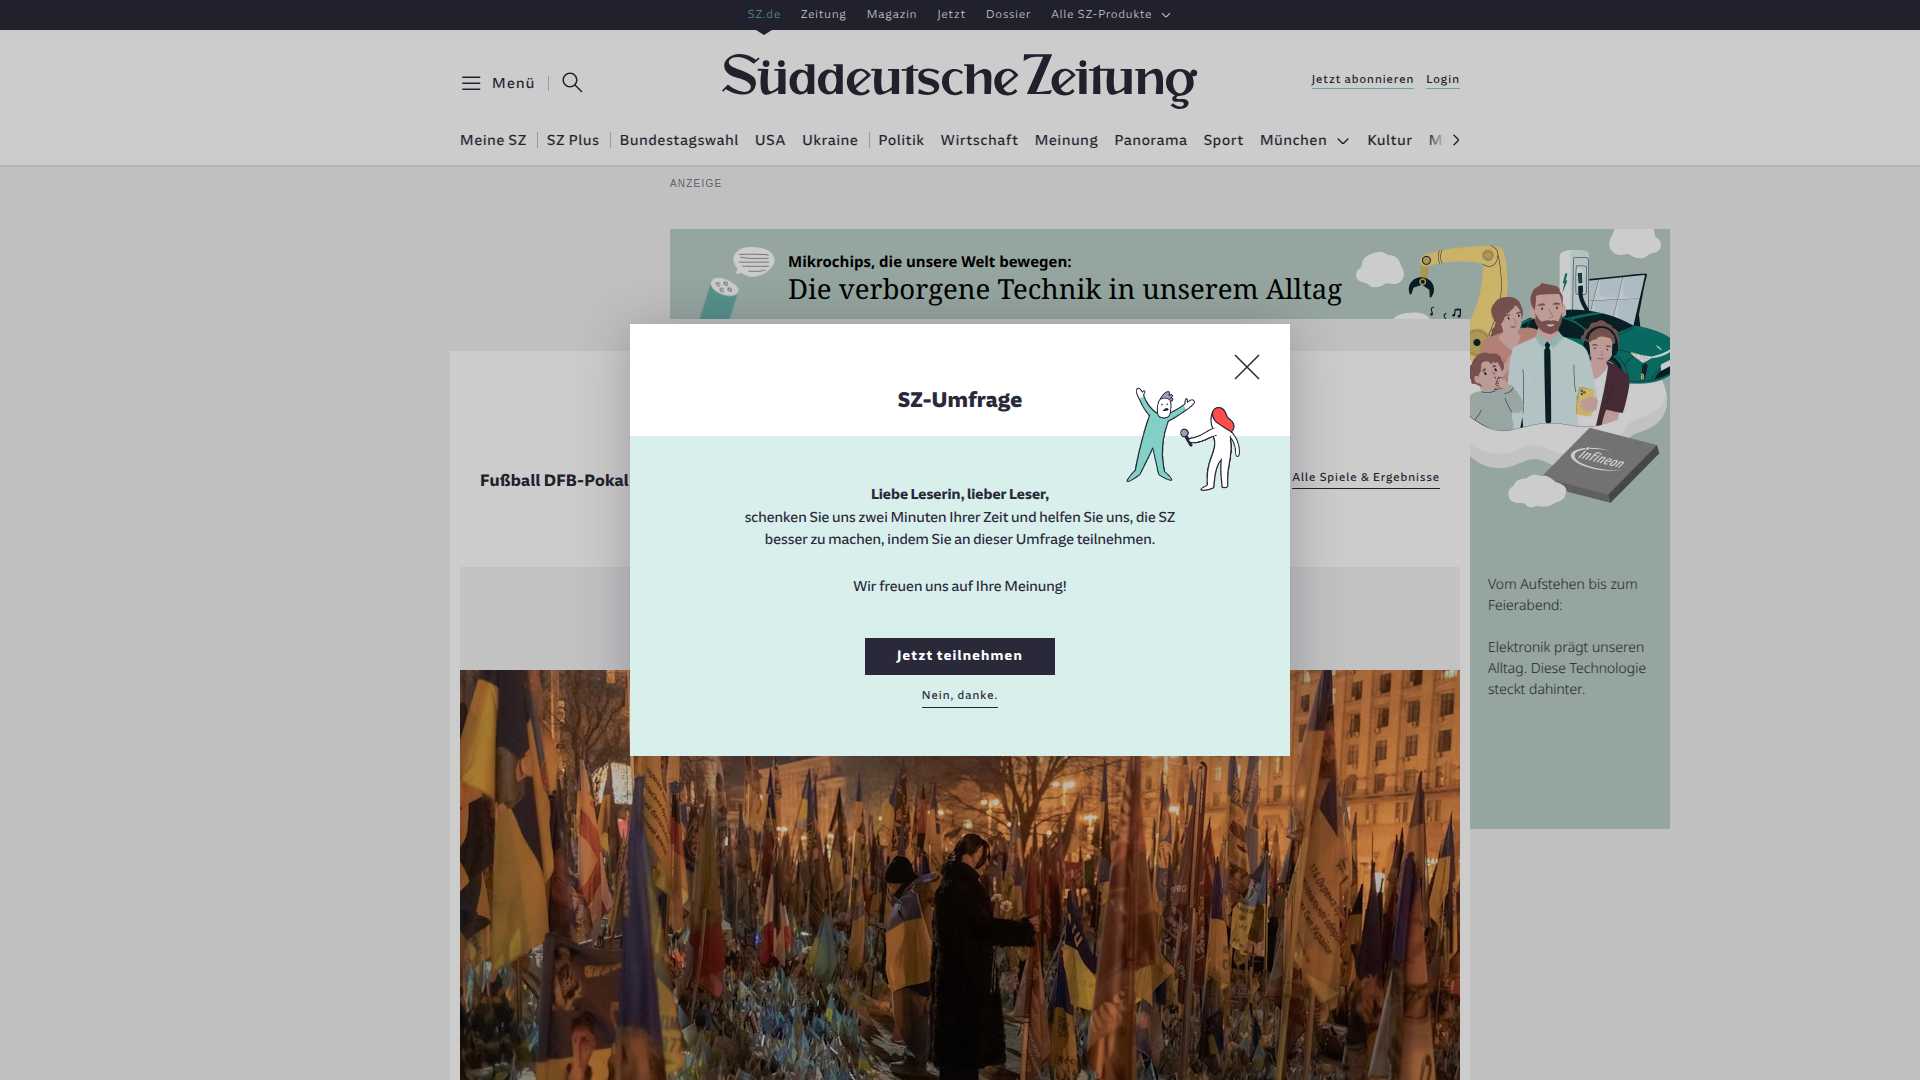 SZ.de Zeitung Magazin Jetzt Dossier Alle SZ-Produkte
Menü
Süddeutsche Zeitung
Jetzt abonnieren Login
Meine SZ SZ Plus Bundestagswahl USA Ukraine Politik Wirtschaft Meinung Panorama Sport München Kultur M
ANZEIGE
Mikrochips, die unsere Welt bewegen:
Die verborgene Technik in unserem Alltag
infineon
SZ-Umfrage
Fußball DFB-Pokal
Alle Spiele & Ergebnisse
Liebe Leserin, lieber Leser,
schenken Sie uns zwei Minuten Ihrer Zeit und helfen Sie uns, die SZ
besser zu machen, indem Sie an dieser Umfrage teilnehmen.
Wir freuen uns auf Ihre Meinung!
Jetzt teilnehmen
Nein, danke.
Vom Aufstehen bis zum
Feierabend:
Elektronik prägt unseren
Alltag. Diese Technologie
steckt dahinter.